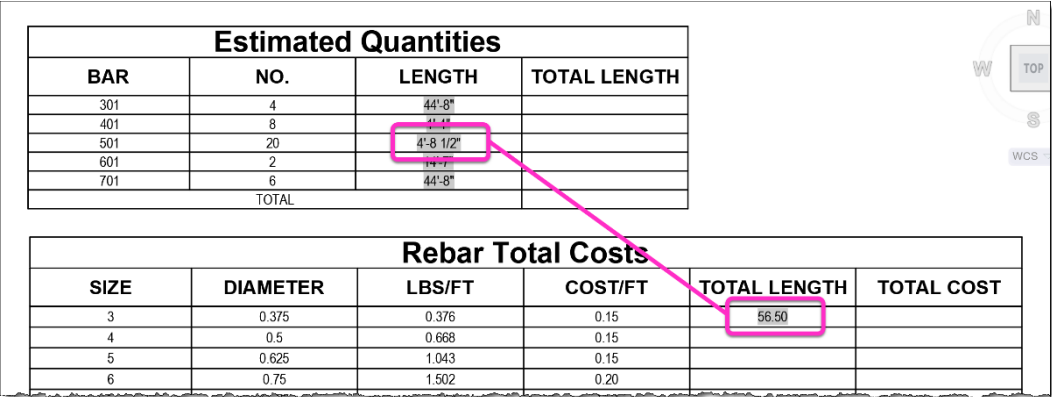 Estimated Quantities
BAR NO. LENGTH TOTAL LENGTH
301 4 44'-8"
401 8
501 20 4'-8 1/2"
601 2 14'-7"
701 6 44'-8"
TOTAL
Rebar Total Costs
SIZE DIAMETER LBS/FT COST/FT TOTAL LENGTH TOTAL COST
3 0.375 0.376 0.15 56.50
4 0.5 0.668 0.15
5 0.625 1.043 0.15
6 0.75 1.502 0.20
N
W TOP
S
WCS